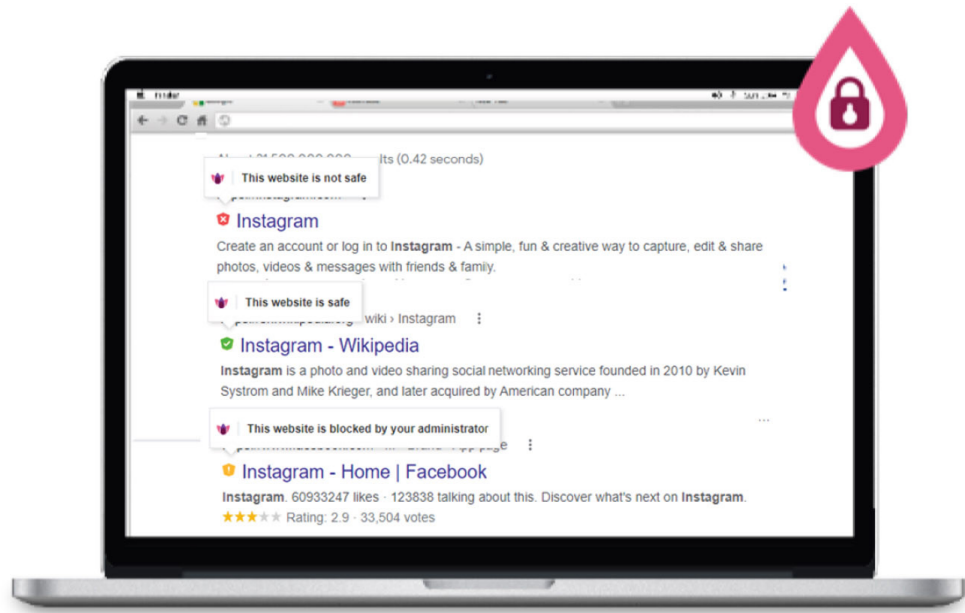 Finder
(0.42 seconds)
This website is not safe
Instagram
Create an account or log in to Instagram - A simple, fun & creative way to capture, edit & share
photos, videos & messages with friends & family.
This website is safe
wiki › Instagram
Instagram - Wikipedia
Instagram is a photo and video sharing social networking service founded in 2010 by Kevin
Systrom and Mike Krieger, and later acquired by American company ...
...
This website is blocked by your administrator
Instagram - Home | Facebook
Instagram. 60933247 likes · 123838 talking about this. Discover what's next on Instagram.
Rating: 2.9 · 33,504 votes